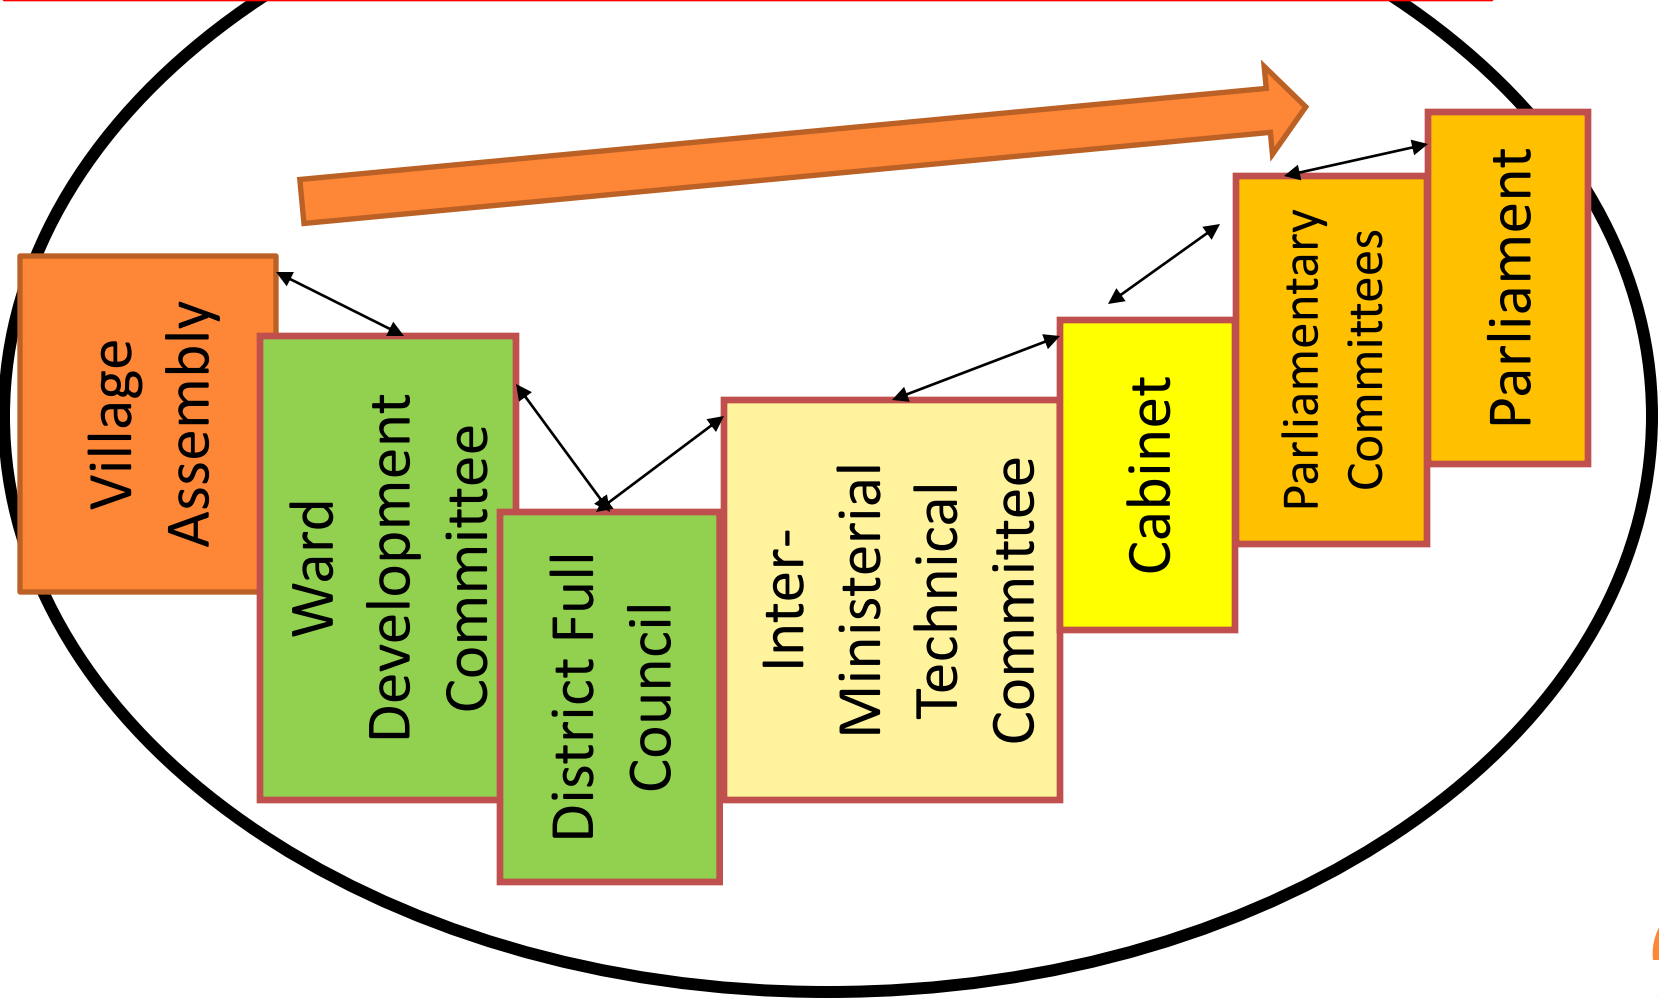 Village
Assembly
Ward
Development
Committee
District Full
Council
Inter-
Ministerial
Technical
Committee
Cabinet
Parliamentary
Committees
Parliament